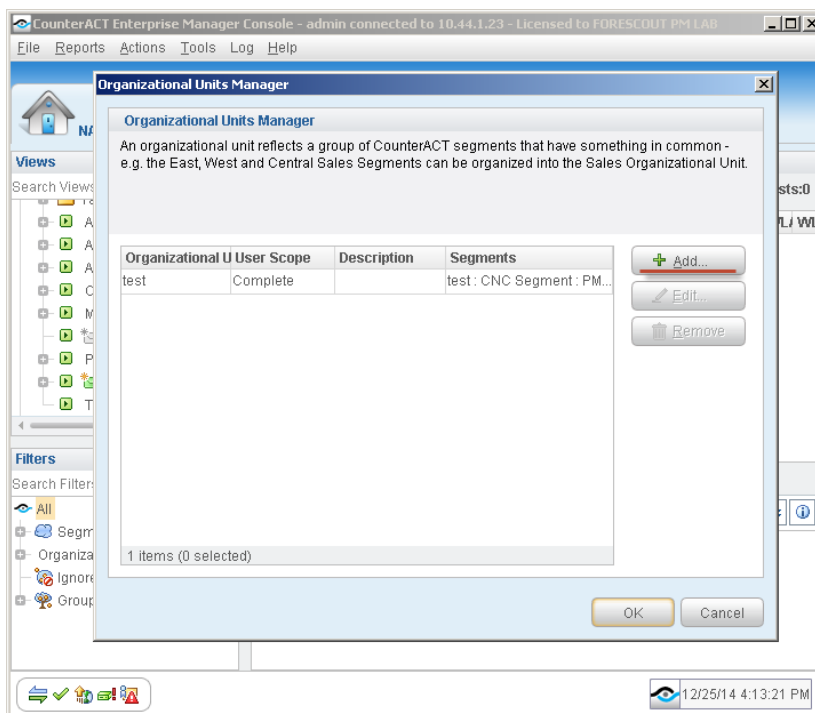 CounterACT Enterprise Manager Console - admin connected to 10.44.1.23 - Licensed to FORESCOUT PM LAB
File Reports Actions Tools Log Help
Organizational Units Manager
NA
Organizational Units Manager
An organizational unit reflects a group of CounterACT segments that have something in common -
e.g. the East, West and Central Sales Segments can be organized into the Sales Organizational Unit.
Views
Search Views
sts:0
A
A
A
C
M
P
T
Organizational U User Scope Description Segments
test Complete test : CNC Segment : PM...
Add...
Edit...
Remove
Filters
Search Filter
All
Segm
Organiza
Ignore
Group
1 items (0 selected)
OK Cancel
12/25/14 4:13:21 PM